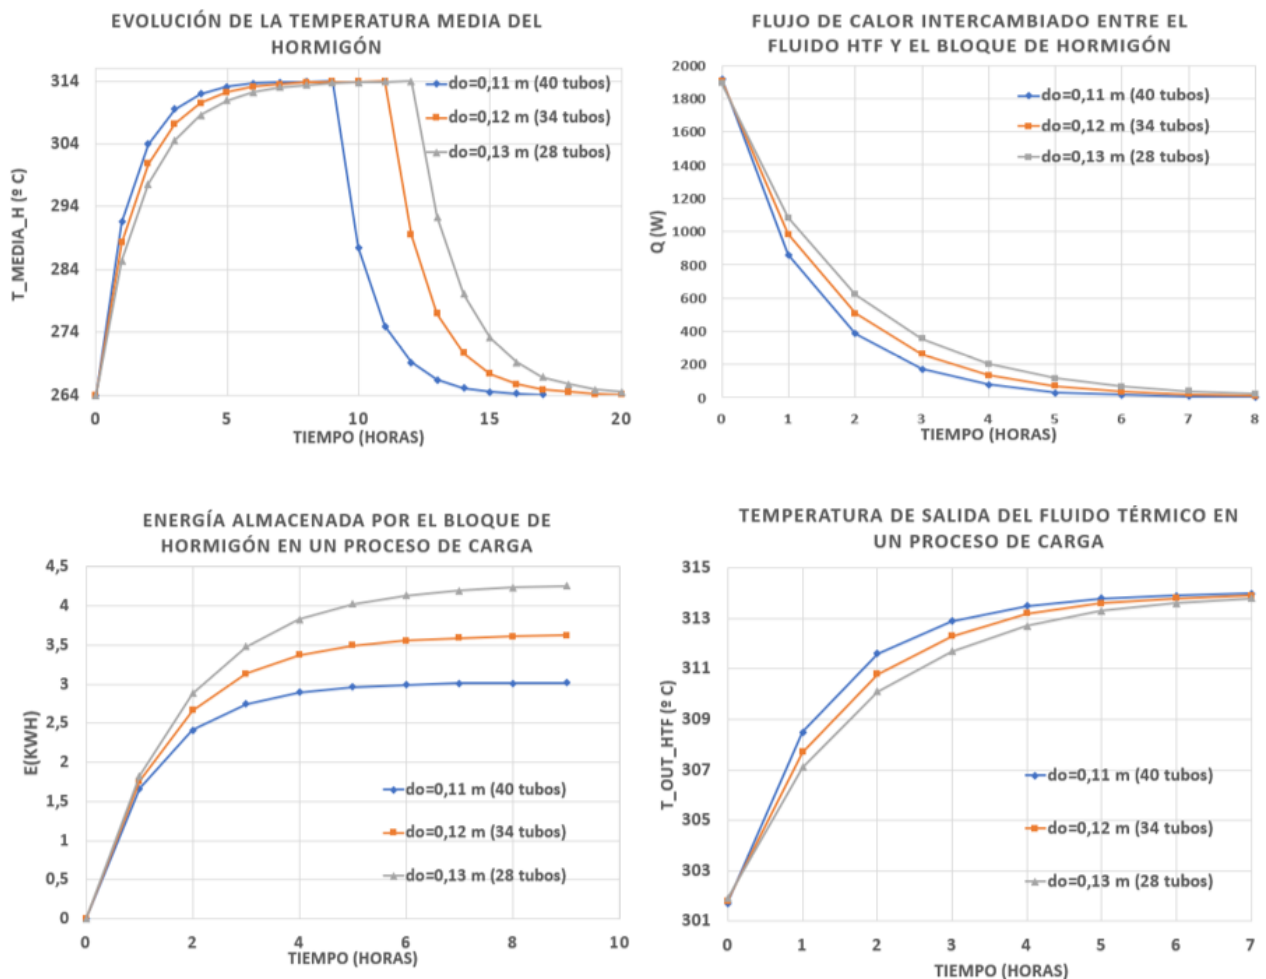 EVOLUCIÓN DE LA TEMPERATURA MEDIA DEL
HORMIGÓN
314
304
294
284
274
264
T_MEDIA_H (º C)
do=0,11 m (40 tubos)
do=0,12 m (34 tubos)
do=0,13 m (28 tubos)
0
5
10
15
20
TIEMPO (HORAS)
FLUJO DE CALOR INTERCAMBIADO ENTRE EL
FLUIDO HTF Y EL BLOQUE DE HORMIGÓN
2000
1800
1600
1400
1200
1000
800
600
400
200
0
Q (W)
do=0,11 m (40 tubos)
do=0,12 m (34 tubos)
do=0,13 m (28 tubos)
0
1
2
3
4
5
6
7
8
TIEMPO (HORAS)
ENERGÍA ALMACENADA POR EL BLOQUE DE
HORMIGÓN EN UN PROCESO DE CARGA
4,5
4
3,5
3
2,5
2
1,5
1
0,5
0
E(KWH)
do=0,11 m (40 tubos)
do=0,12 m (34 tubos)
do=0,13 m (28 tubos)
0
2
4
6
8
10
TIEMPO (HORAS)
TEMPERATURA DE SALIDA DEL FLUIDO TÉRMICO EN
UN PROCESO DE CARGA
315
313
311
309
307
305
303
301
T_OUT_HTF (º C)
do=0,11 m (40 tubos)
do=0,12 m (34 tubos)
do=0,13 m (28 tubos)
0
1
2
3
4
5
6
7
TIEMPO (HORAS)